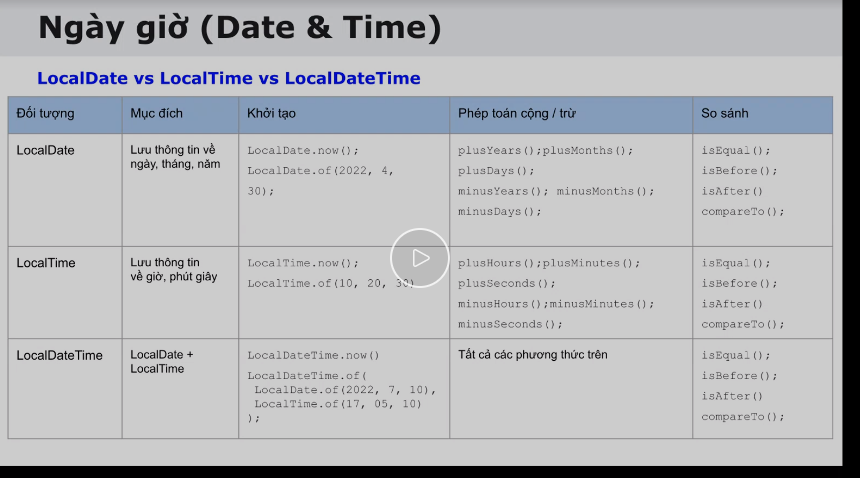 Ngày giờ (Date & Time)
LocalDate vs LocalTime vs LocalDateTime
Đối tượng
Mục đích
Khởi tạo
Phép toán cộng / trừ
So sánh
LocalDate
Lưu thông tin về
ngày, tháng, năm
LocalDate.now();
LocalDate.of(2022, 4,
30);
plusYears();plusMonths();
plusDays();
minusYears(); minusMonths();
minusDays();
isEqual();
isBefore();
isAfter()
compareTo();
LocalTime
Lưu thông tin
về giờ, phút giây
LocalTime.now();
LocalTime.of(10, 20, 30)
plusHours();plusMinutes();
plusSeconds();
minusHours();minusMinutes();
minusSeconds();
isEqual();
isBefore();
isAfter()
compareTo();
LocalDateTime
LocalDate +
LocalTime
LocalDateTime.now()
LocalDateTime.of(
LocalDate.of(2022, 7, 10),
LocalTime.of(17, 05, 10)
);
Tất cả các phương thức trên
isEqual();
isBefore();
isAfter()
compareTo();